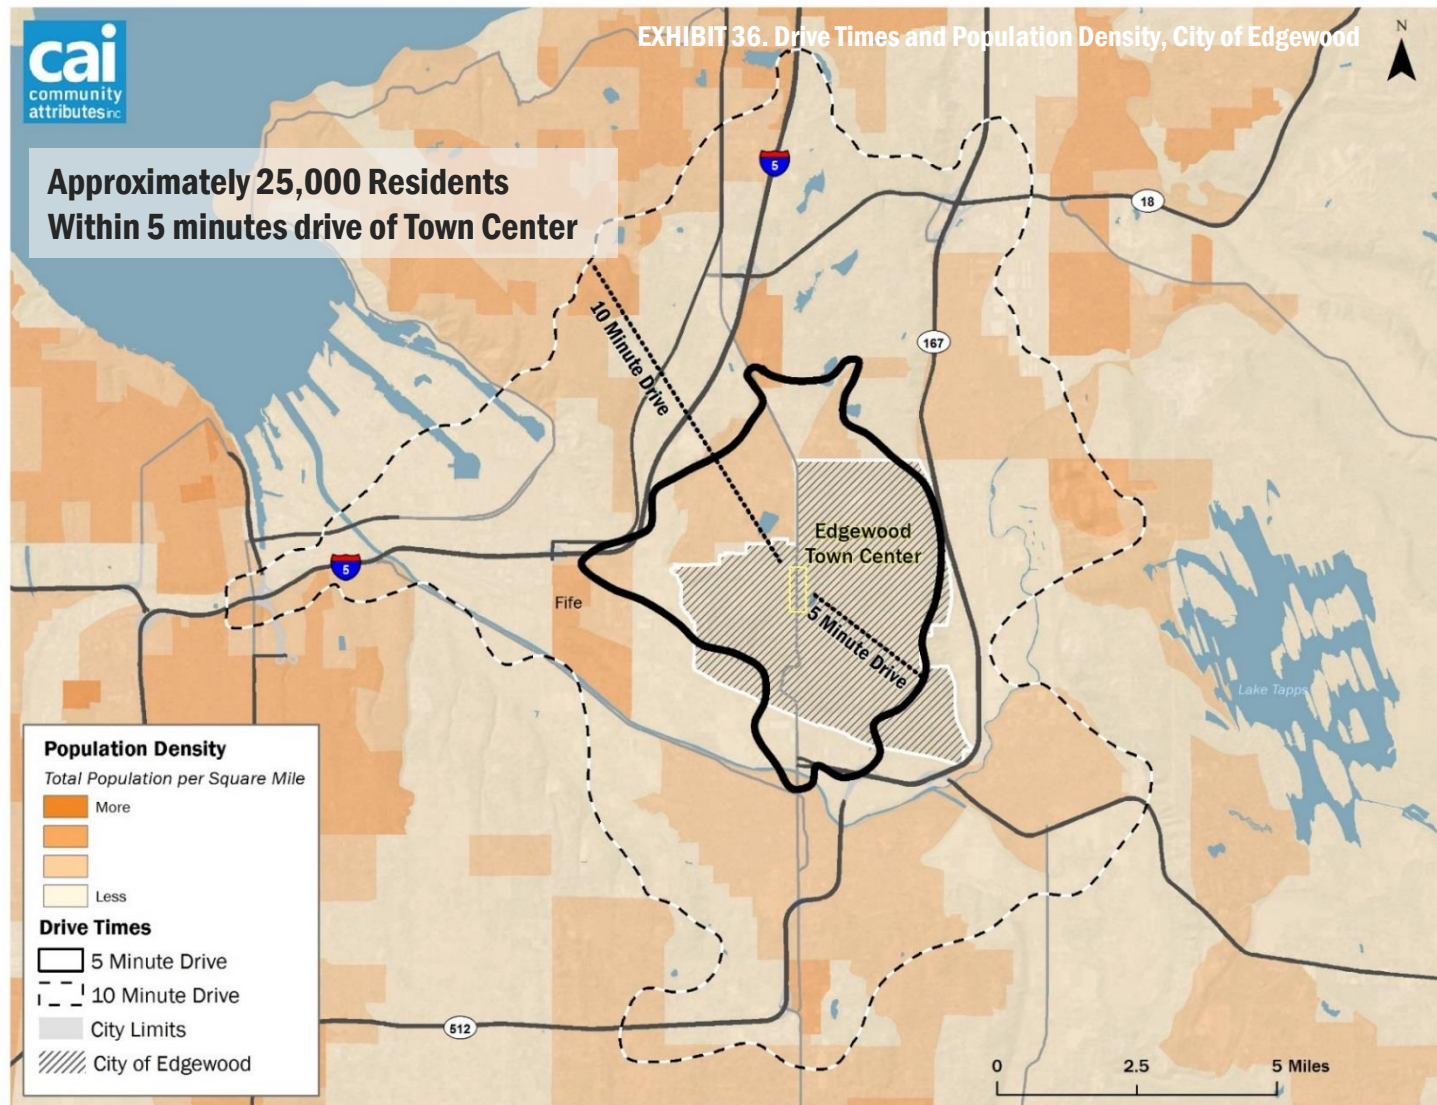 EXHIBIT 36. Drive Times and Population Density, City of Edgewood
N
cai
community
attributes inc
Approximately 25,000 Residents
Within 5 minutes drive of Town Center
5
18
10 Minute Drive
167
Edgewood
Town Center
5
Fife
5 Minute Drive
Lake Tapps
Population Density
Total Population per Square Mile
More
Less
Drive Times
5 Minute Drive
10 Minute Drive
City Limits
City of Edgewood
512
0 2.5 5 Miles